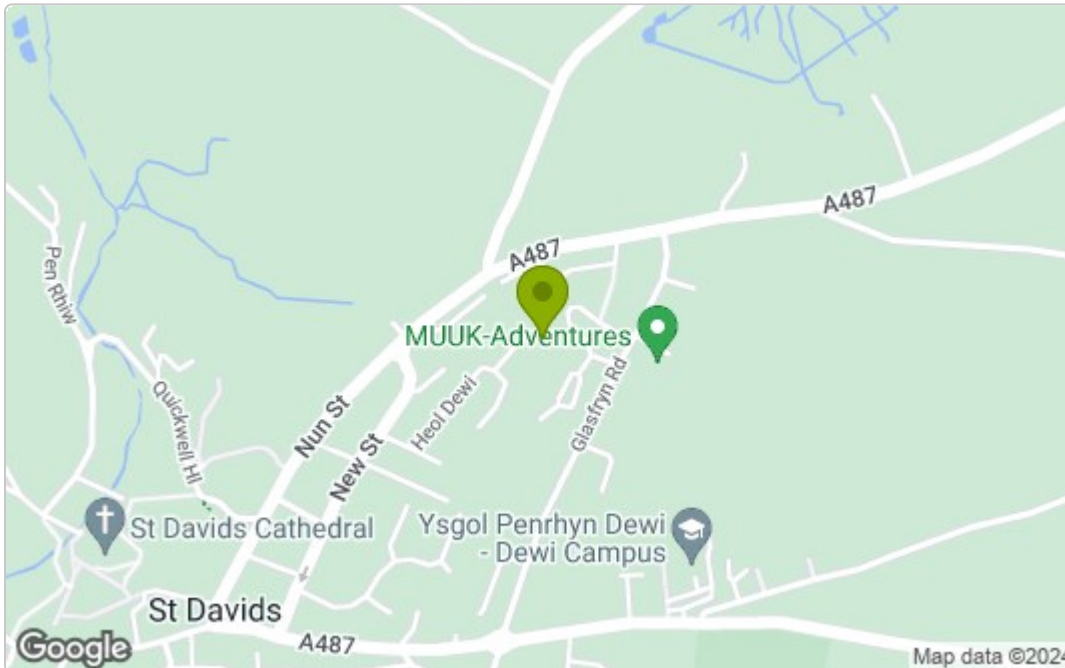 A487
A487
Pen Rhiw
MUUK-Adventures
Quickwell Hl
Nun St
New St
Heol Dewi
Glasfryn Rd
St Davids Cathedral
Ysgol Penrhyn Dewi
- Dewi Campus
St Davids
A487
Google
Map data ©2024